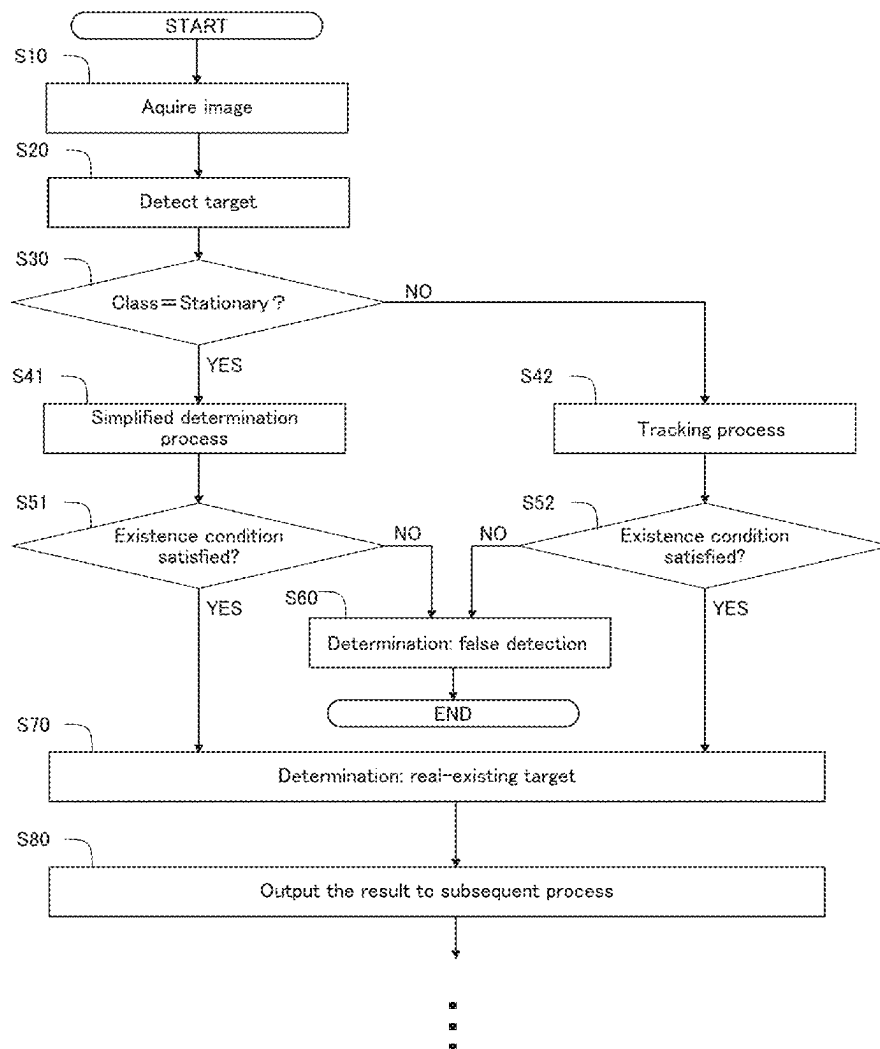 START
S10
Aquire image
S20
Detect target
S30
Class=Stationary?
NO
YES
S41
Simplified determination
process
S42
Tracking process
S51
Existence condition
satisfied?
NO
YES
S52
Existence condition
satisfied?
NO
YES
S60
Determination: false detection
END
S70
Determination: real-existing target
S80
Output the result to subsequent process